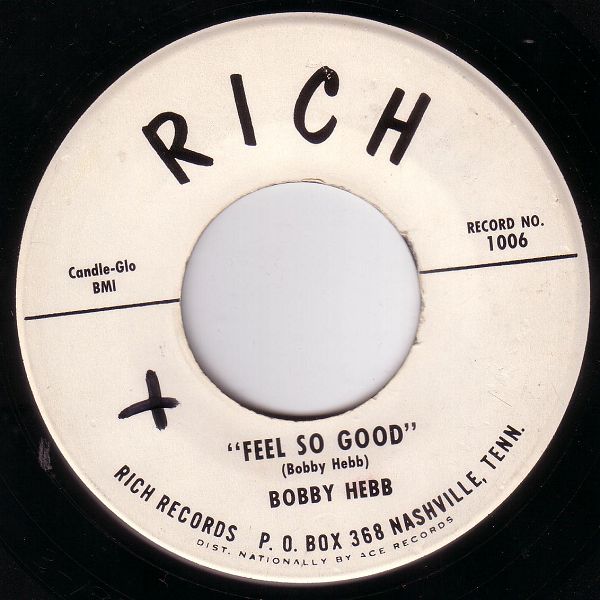 RICH
RECORD NO.
1006
Candle-Glo
BMI
"FEEL SO GOOD"
(Bobby Hebb)
BOBBY HEBB
RICH RECORDS P. O. BOX 368 NASHVILLE, TENN.
DIST. NATIONALLY BY ACE RECORDS